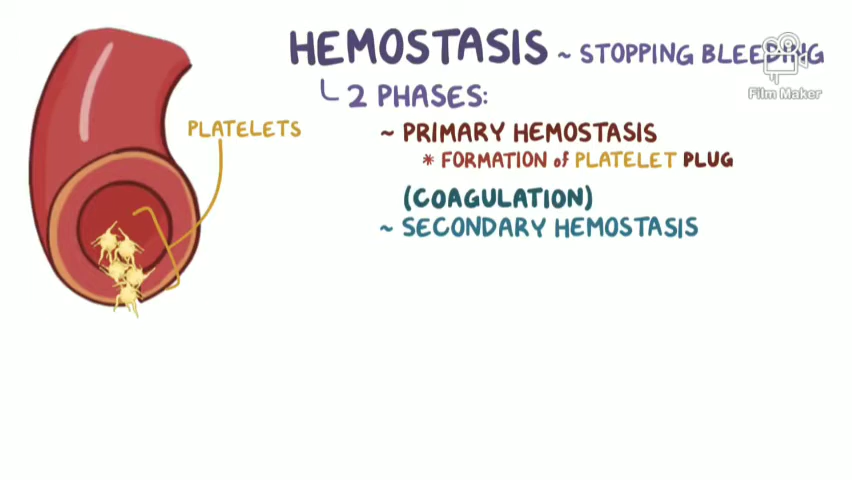 HEMOSTASIS ~ STOPPING BLEEDING
Film Maker
2 PHASES:
PLATELETS
~ PRIMARY HEMOSTASIS
* FORMATION of PLATELET PLUG
(COAGULATION)
~ SECONDARY HEMOSTASIS